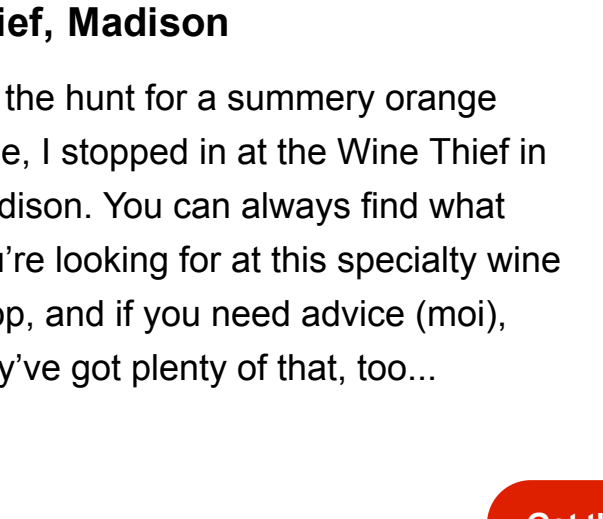 ief, Madison
the hunt for a summery orange
e, I stopped in at the Wine Thief in
dison. You can always find what
u’re looking for at this specialty wine
op, and if you need advice (moi),
y’ve got plenty of that, too...